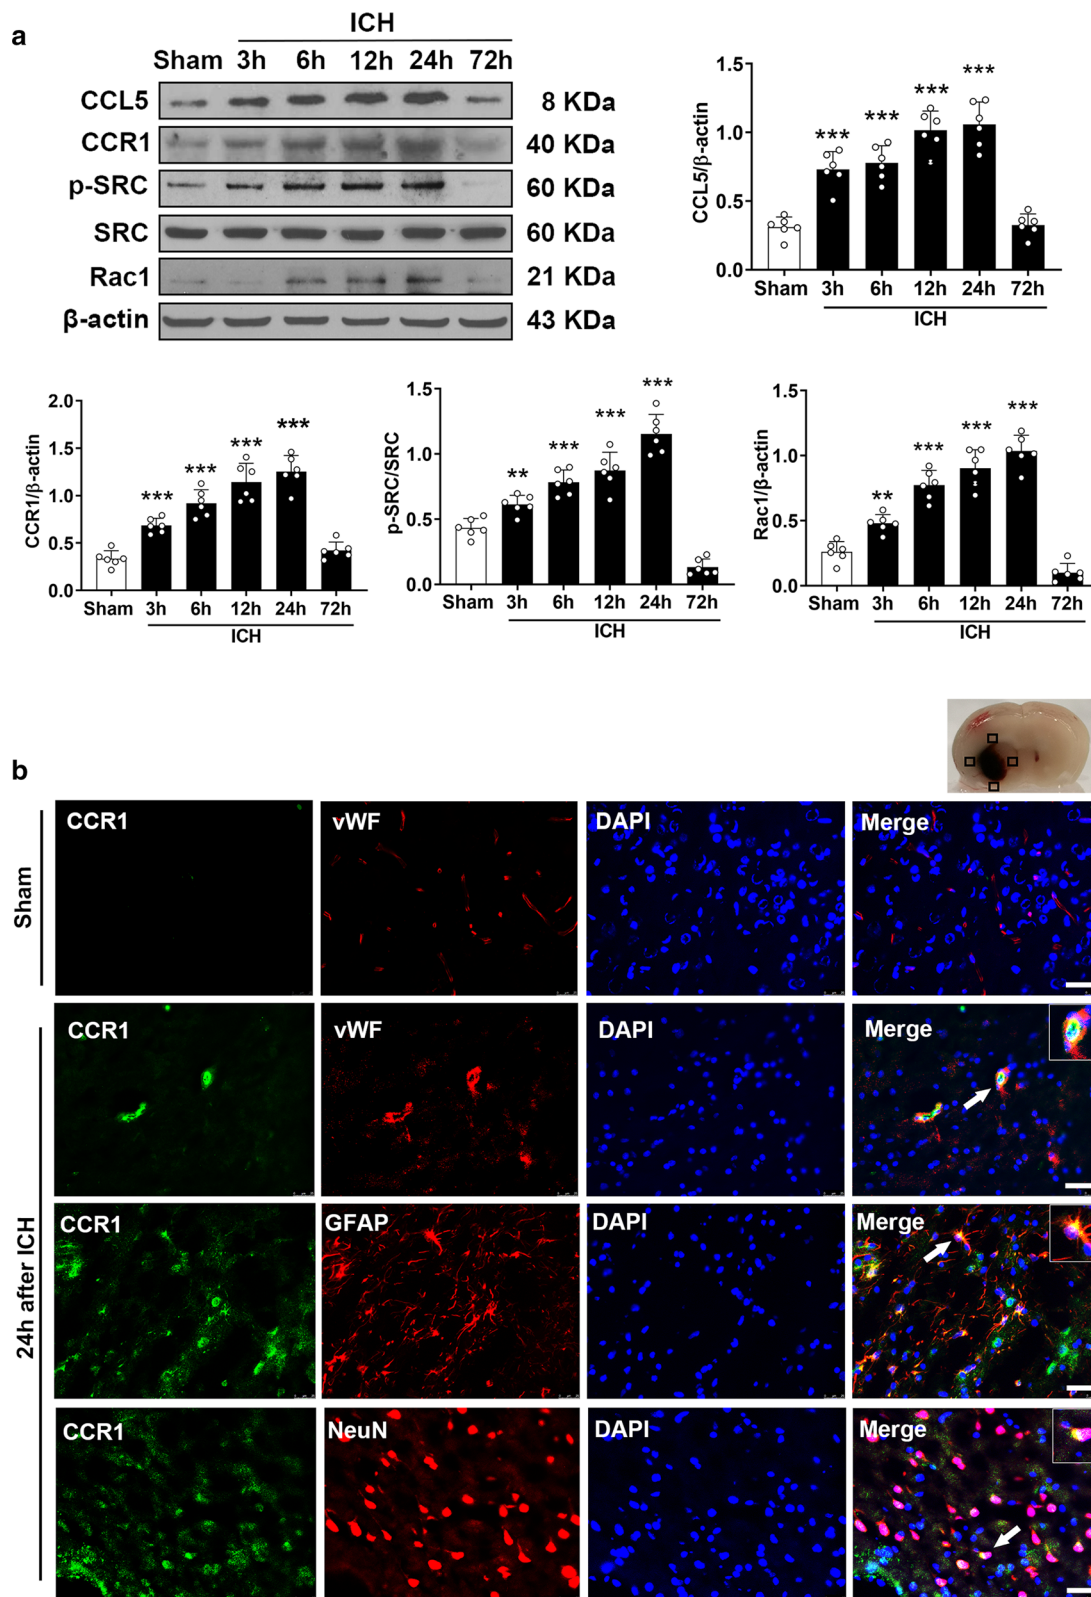 a
ICH
Sham 3h 6h 12h 24h 72h
CCL5 8 KDa
CCR1 40 KDa
p-SRC 60 KDa
SRC 60 KDa
Rac1 21 KDa
β-actin 43 KDa
CCL5/β-actin
1.5
1.0
0.5
0.0
*** *** *** ***
Sham 3h 6h 12h 24h 72h
ICH
CCR1/β-actin
2.0
1.5
1.0
0.5
0.0
*** *** *** ***
Sham 3h 6h 12h 24h 72h
ICH
p-SRC/SRC
1.5
1.0
0.5
0.0
** *** *** ***
Sham 3h 6h 12h 24h 72h
ICH
Rac1/β-actin
1.5
1.0
0.5
0.0
** *** *** ***
Sham 3h 6h 12h 24h 72h
ICH
b
Sham
CCR1 vWF DAPI Merge
24h after ICH
CCR1 vWF DAPI Merge
CCR1 GFAP DAPI Merge
CCR1 NeuN DAPI Merge